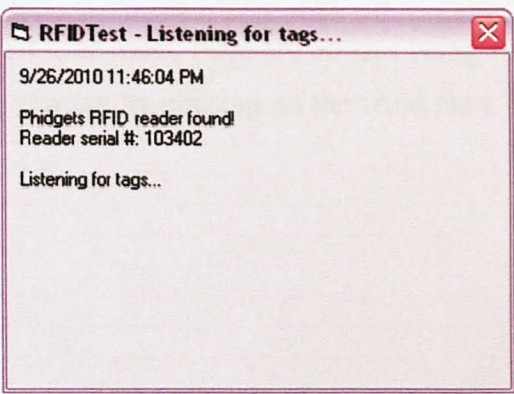 RFIDTest - Listening for tags...
9/26/2010 11:46:04 PM
Phidgets RFID reader found!
Reader serial #: 103402
Listening for tags...